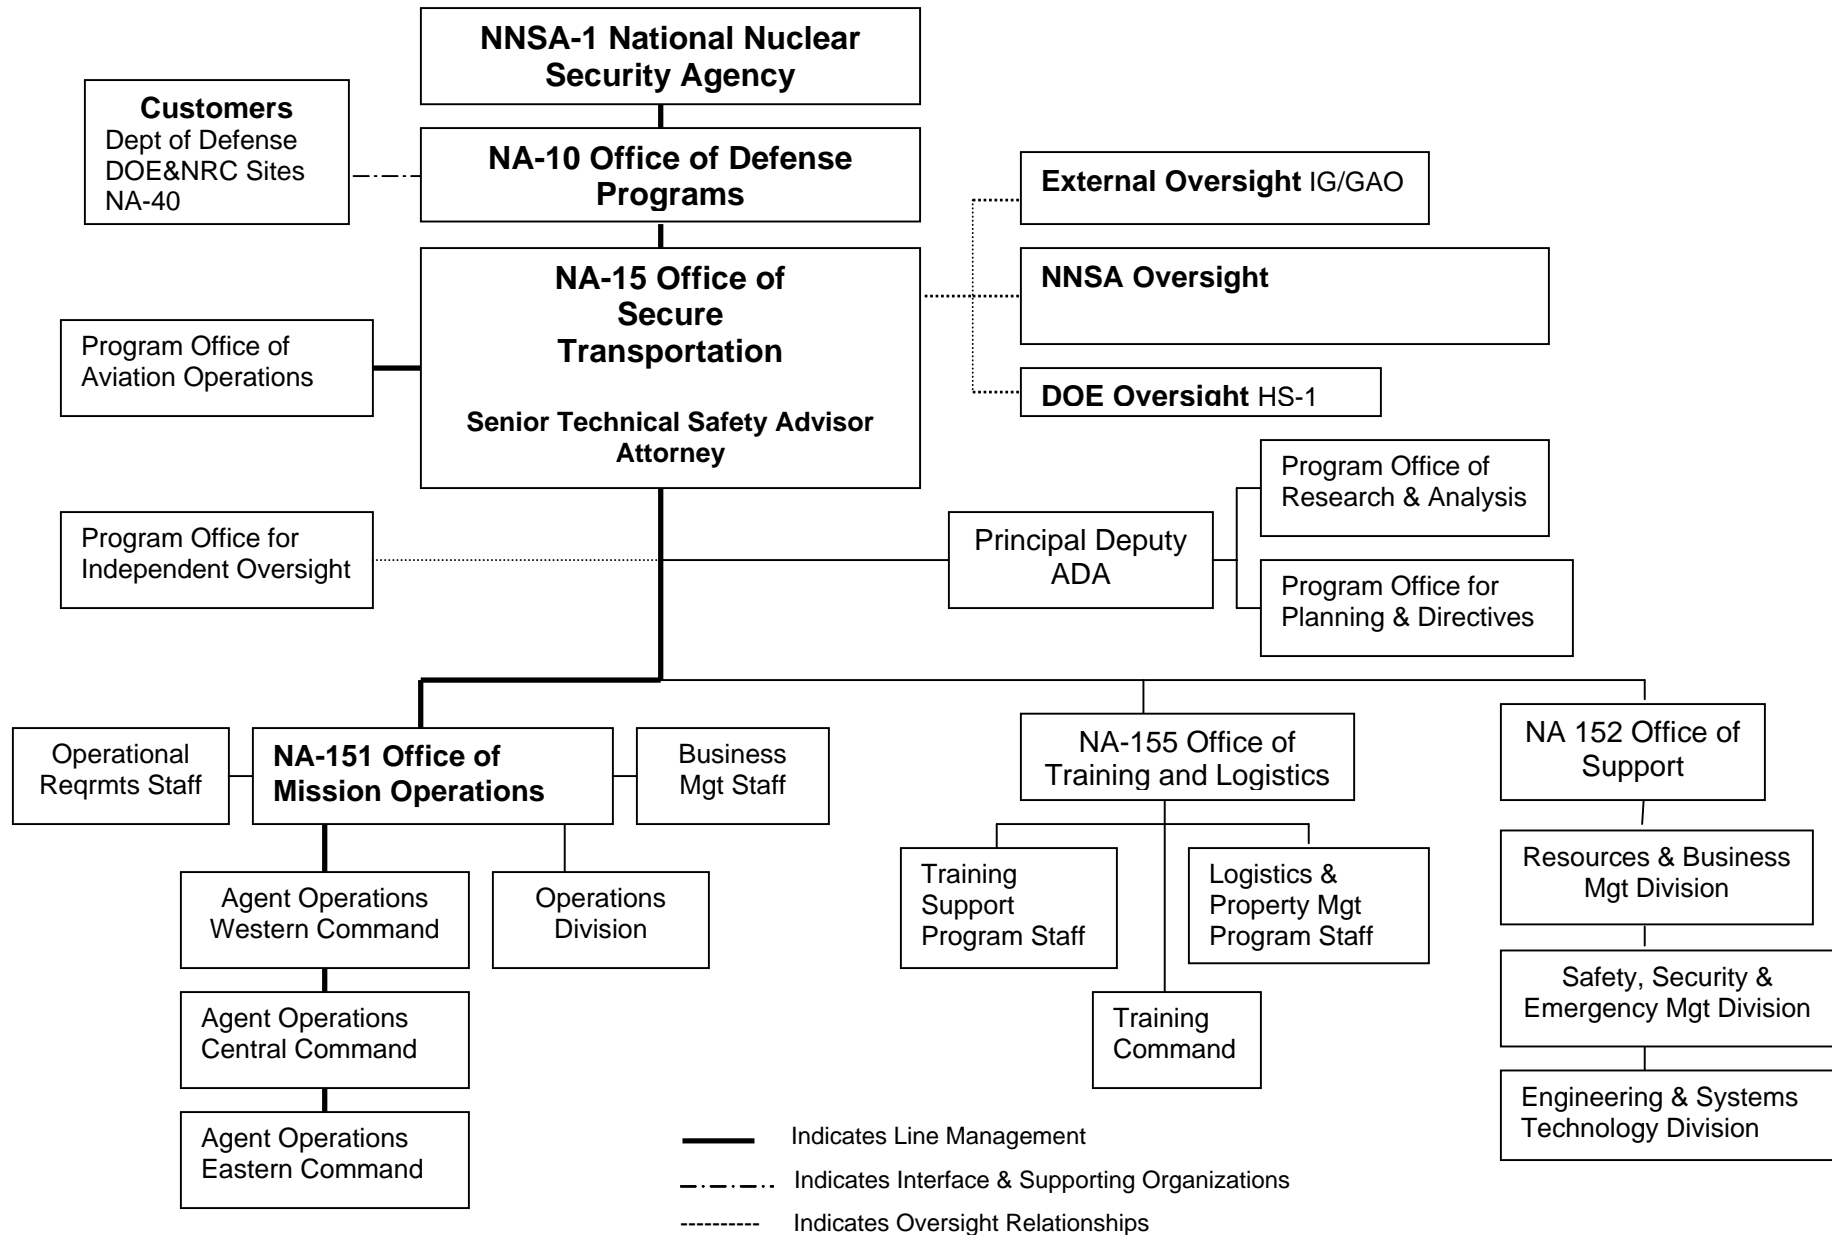 NNSA-1 National Nuclear
Security Agency
Customers
Dept of Defense
DOE&NRC Sites
NA-40
NA-10 Office of Defense
Programs
External Oversight IG/GAO
NNSA Oversight
DOE Oversight HS-1
NA-15 Office of
Secure
Transportation
Senior Technical Safety Advisor
Attorney
Program Office of
Aviation Operations
Program Office of
Research & Analysis
Program Office for
Independent Oversight
Principal Deputy
ADA
Program Office for
Planning & Directives
Operational
Reqrmts Staff
NA-151 Office of
Mission Operations
Business
Mgt Staff
NA-155 Office of
Training and Logistics
NA 152 Office of
Support
Agent Operations
Western Command
Operations
Division
Training
Support
Program Staff
Logistics &
Property Mgt
Program Staff
Resources & Business
Mgt Division
Agent Operations
Central Command
Training
Command
Safety, Security &
Emergency Mgt Division
Agent Operations
Eastern Command
Engineering & Systems
Technology Division
Indicates Line Management
Indicates Interface & Supporting Organizations
Indicates Oversight Relationships